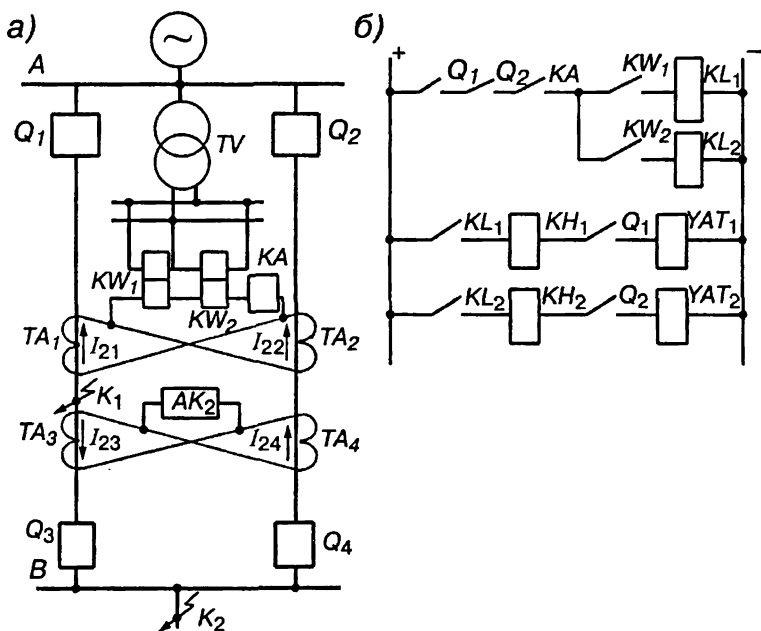 а)
~
A
Q1
Q2
TV
KW1
KA
KW2
TA1
I21
I22
TA2
K1
AK2
TA3
I23
I24
TA4
Q3
Q4
B
K2
б)
+
−
Q1 Q2 KA KW1 KL1
KW2 KL2
KL1 KH1 Q1 YAT1
KL2 KH2 Q2 YAT2